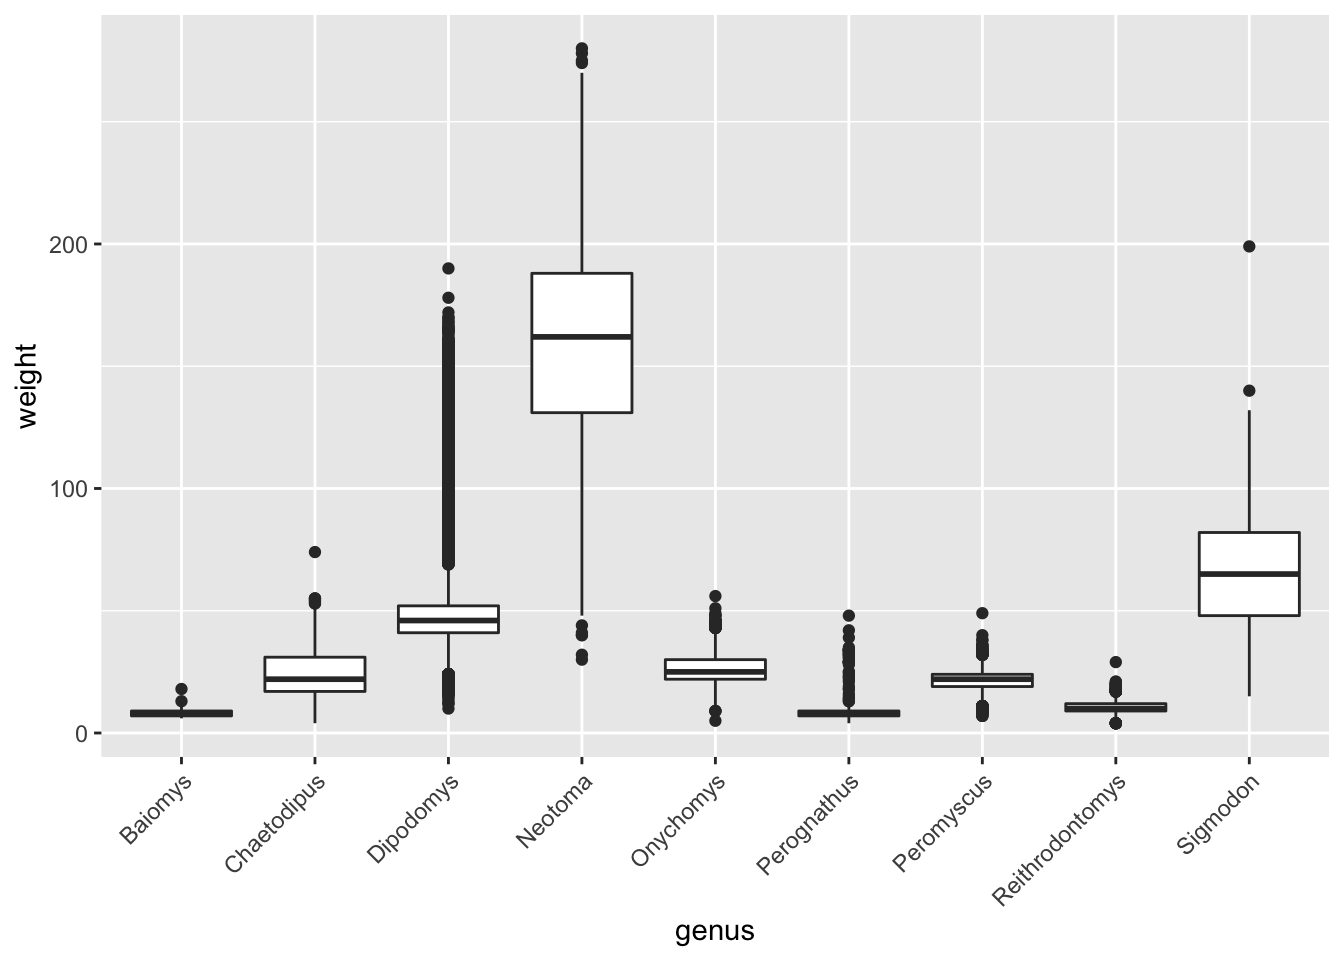 weight
200
100
0
Baiomys
Chaetodipus
Dipodomys
Neotoma
Onychomys
Perognathus
Peromyscus
Reithrodontomys
Sigmodon
genus